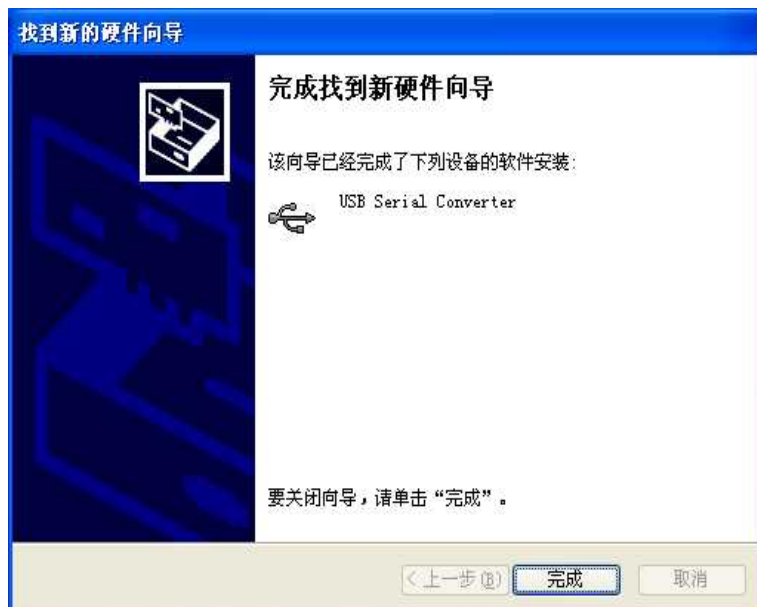 找到新的硬件向导
完成找到新硬件向导
该向导已经完成了下列设备的软件安装:
USB Serial Converter
要关闭向导，请单击“完成”。
<上一步(B)
完成
取消